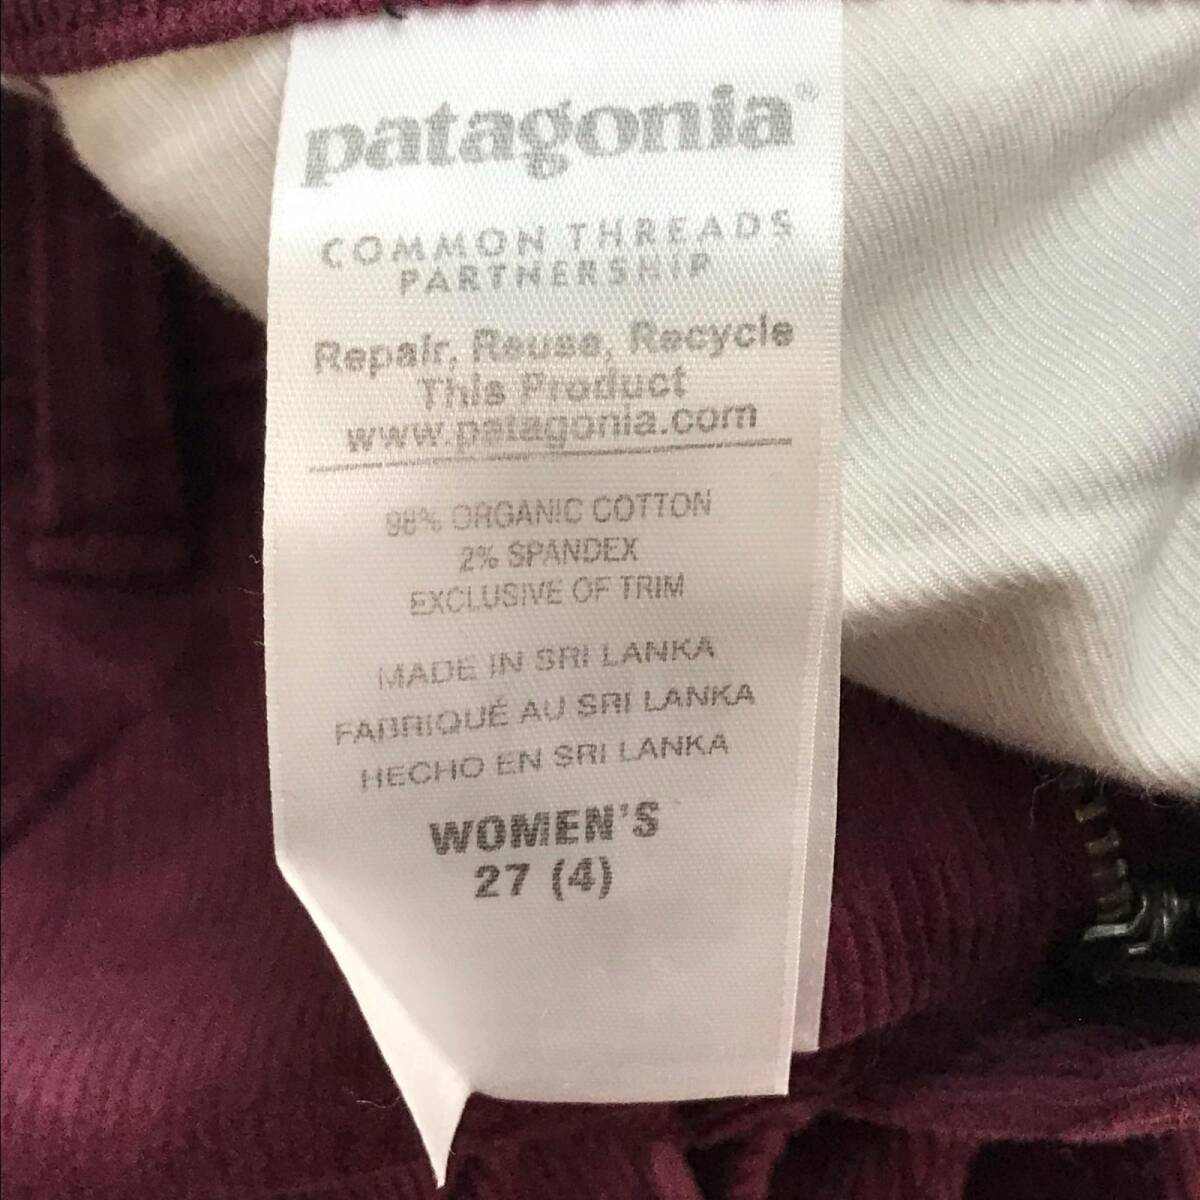 patagonia®
COMMON THREADS
PARTNERSHIP
Repair, Reuse, Recycle
This Product
www.patagonia.com
98% ORGANIC COTTON
2% SPANDEX
EXCLUSIVE OF TRIM
MADE IN SRI LANKA
FABRIQUÉ AU SRI LANKA
HECHO EN SRI LANKA
WOMEN'S
27 (4)